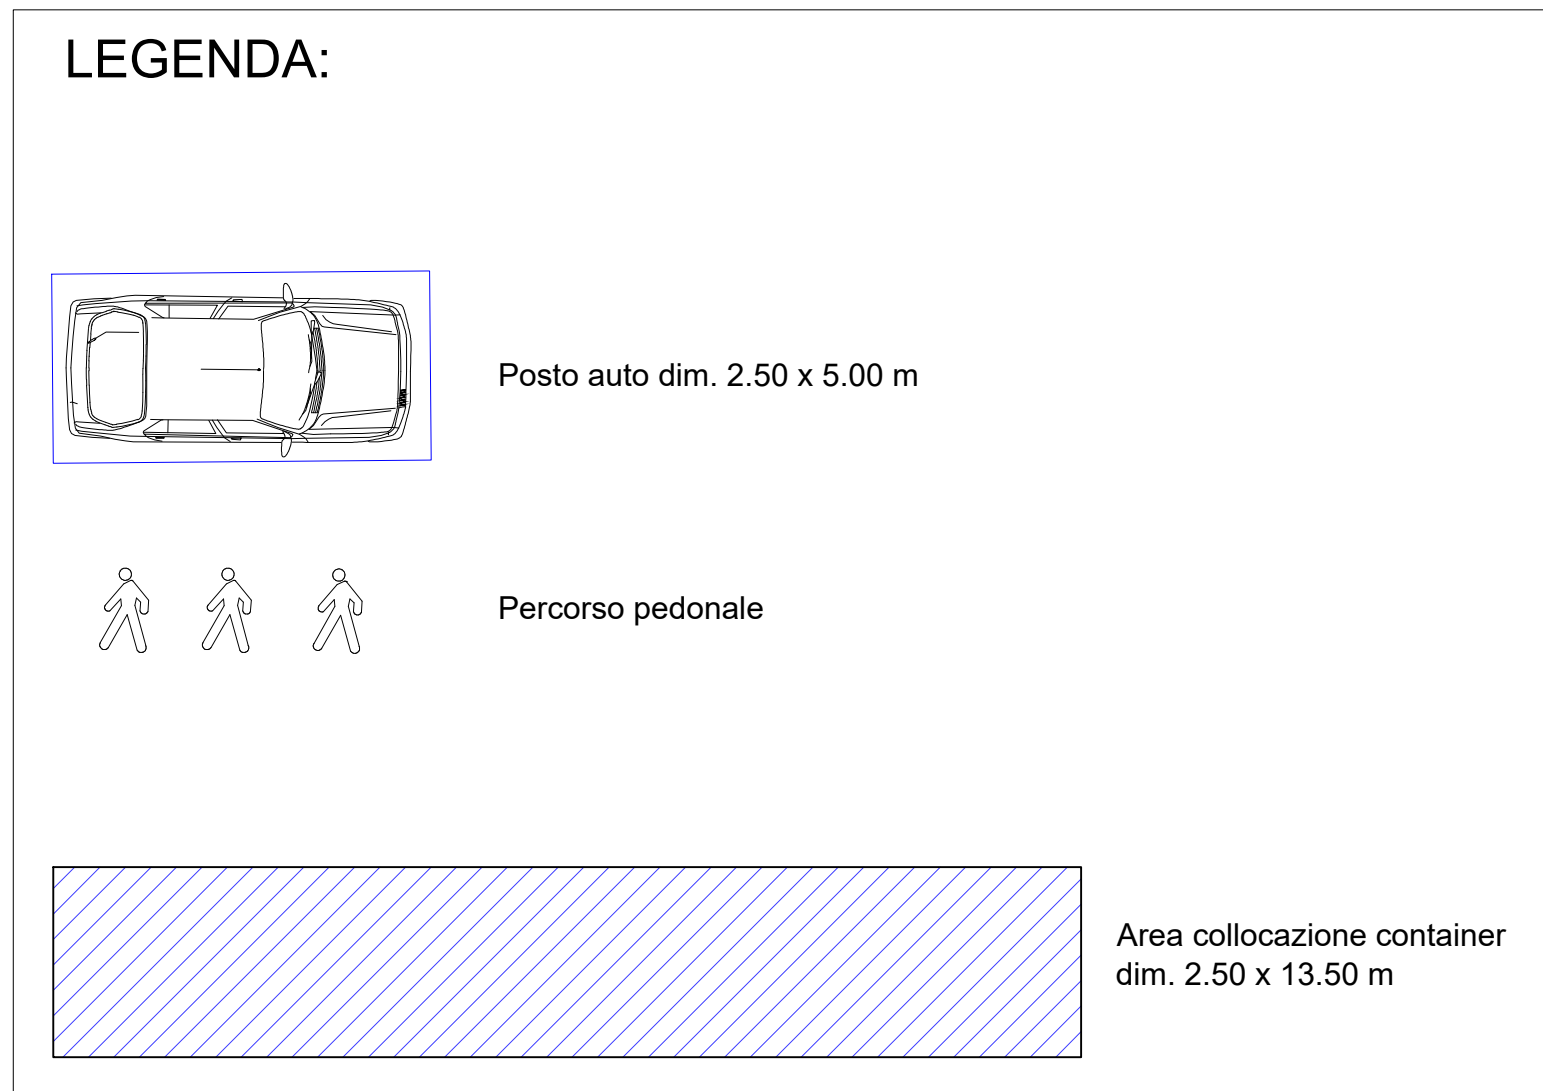 LEGENDA:
Posto auto dim. 2.50 x 5.00 m
Percorso pedonale
Area collocazione container
dim. 2.50 x 13.50 m